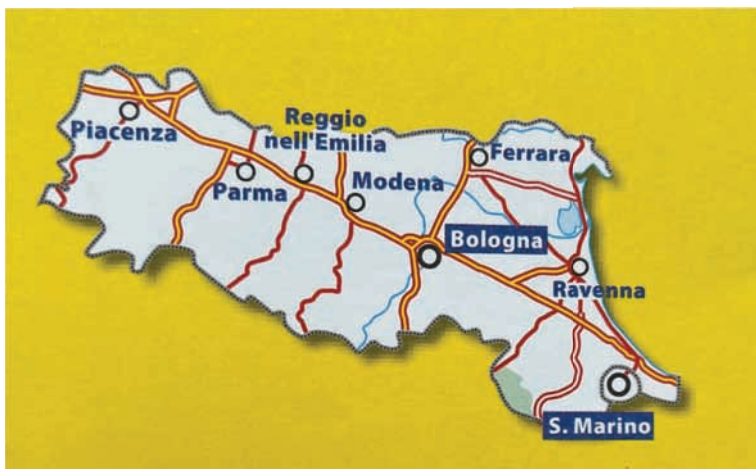 Piacenza
Reggio
nell'Emilia
Parma
Modena
Ferrara
Bologna
Ravenna
S. Marino